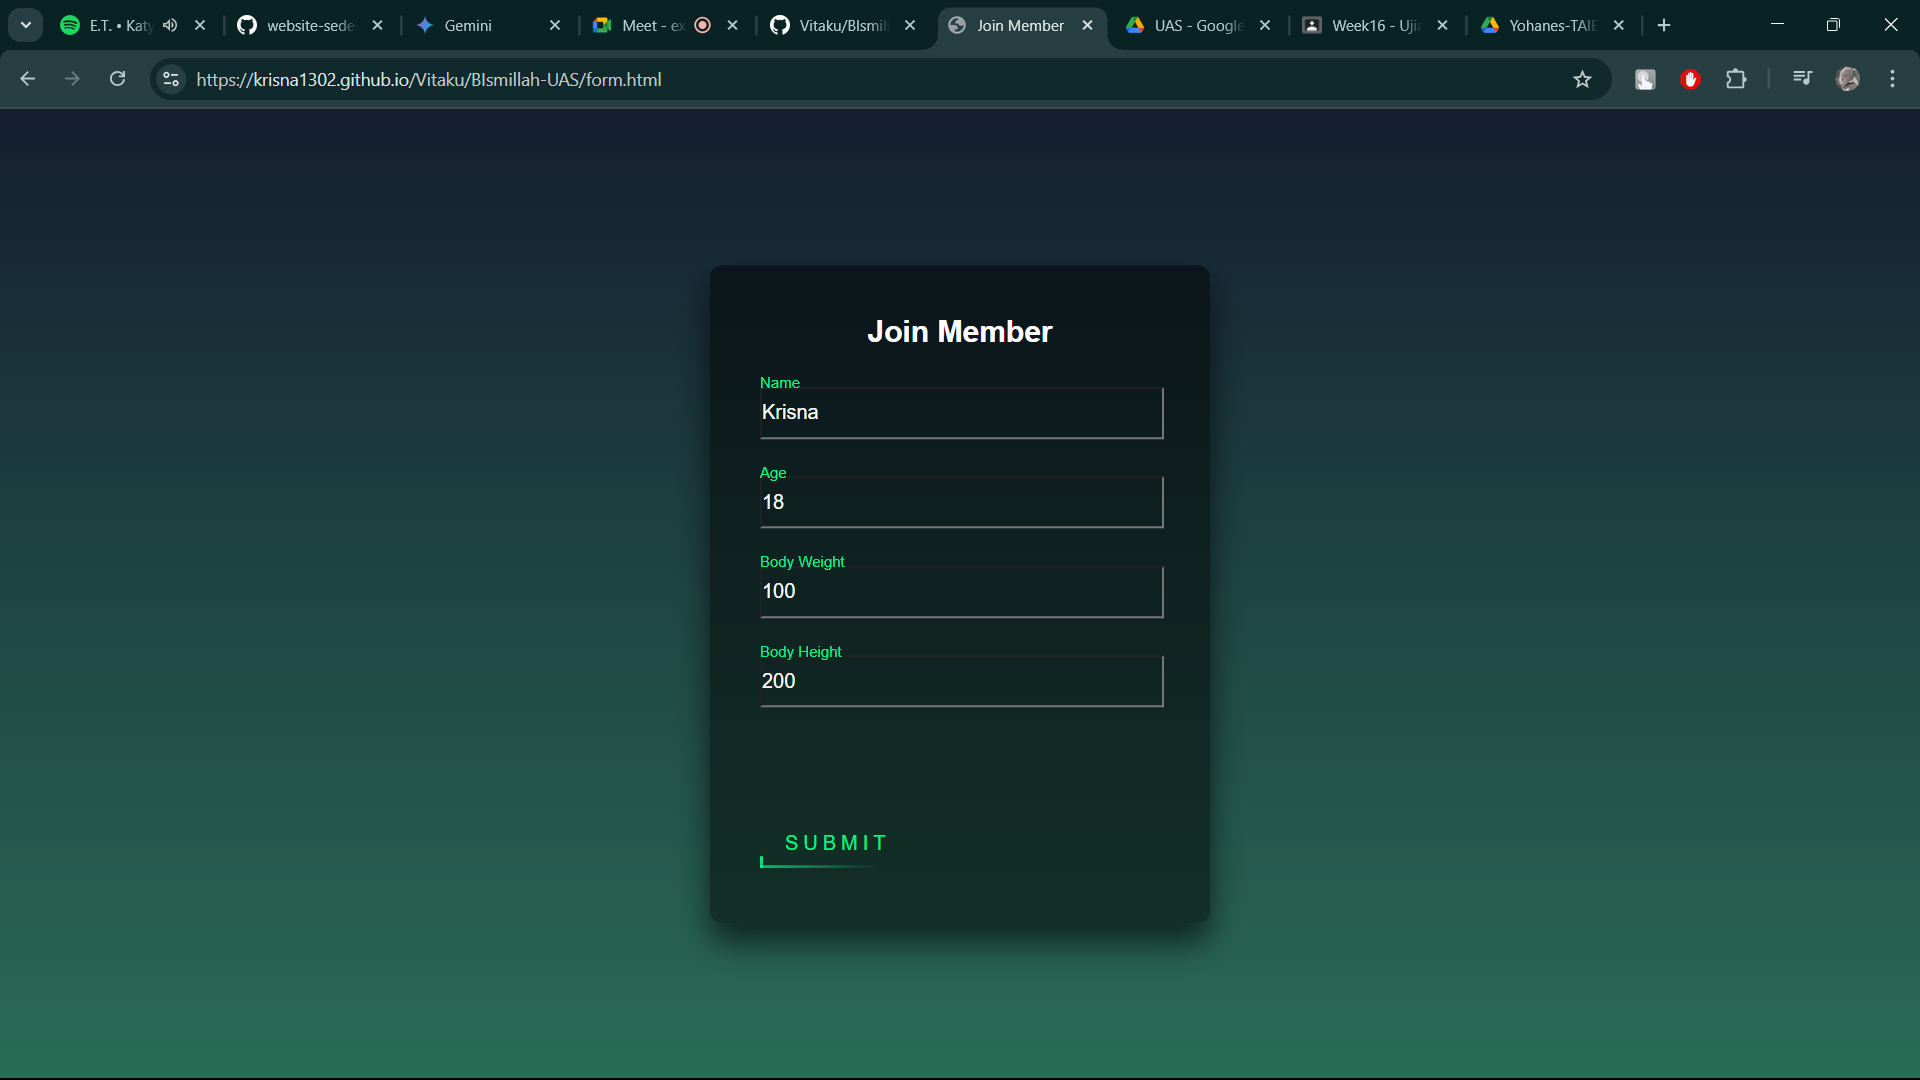 E.T. • Katy
website-sede
Gemini
Meet - ex
Vitaku/BIsmil
Join Member
UAS - Google
Week16 - Uji
Yohanes-TAIB
https://krisna1302.github.io/Vitaku/BIsmillah-UAS/form.html
Join Member
Name
Krisna
Age
18
Body Weight
100
Body Height
200
SUBMIT